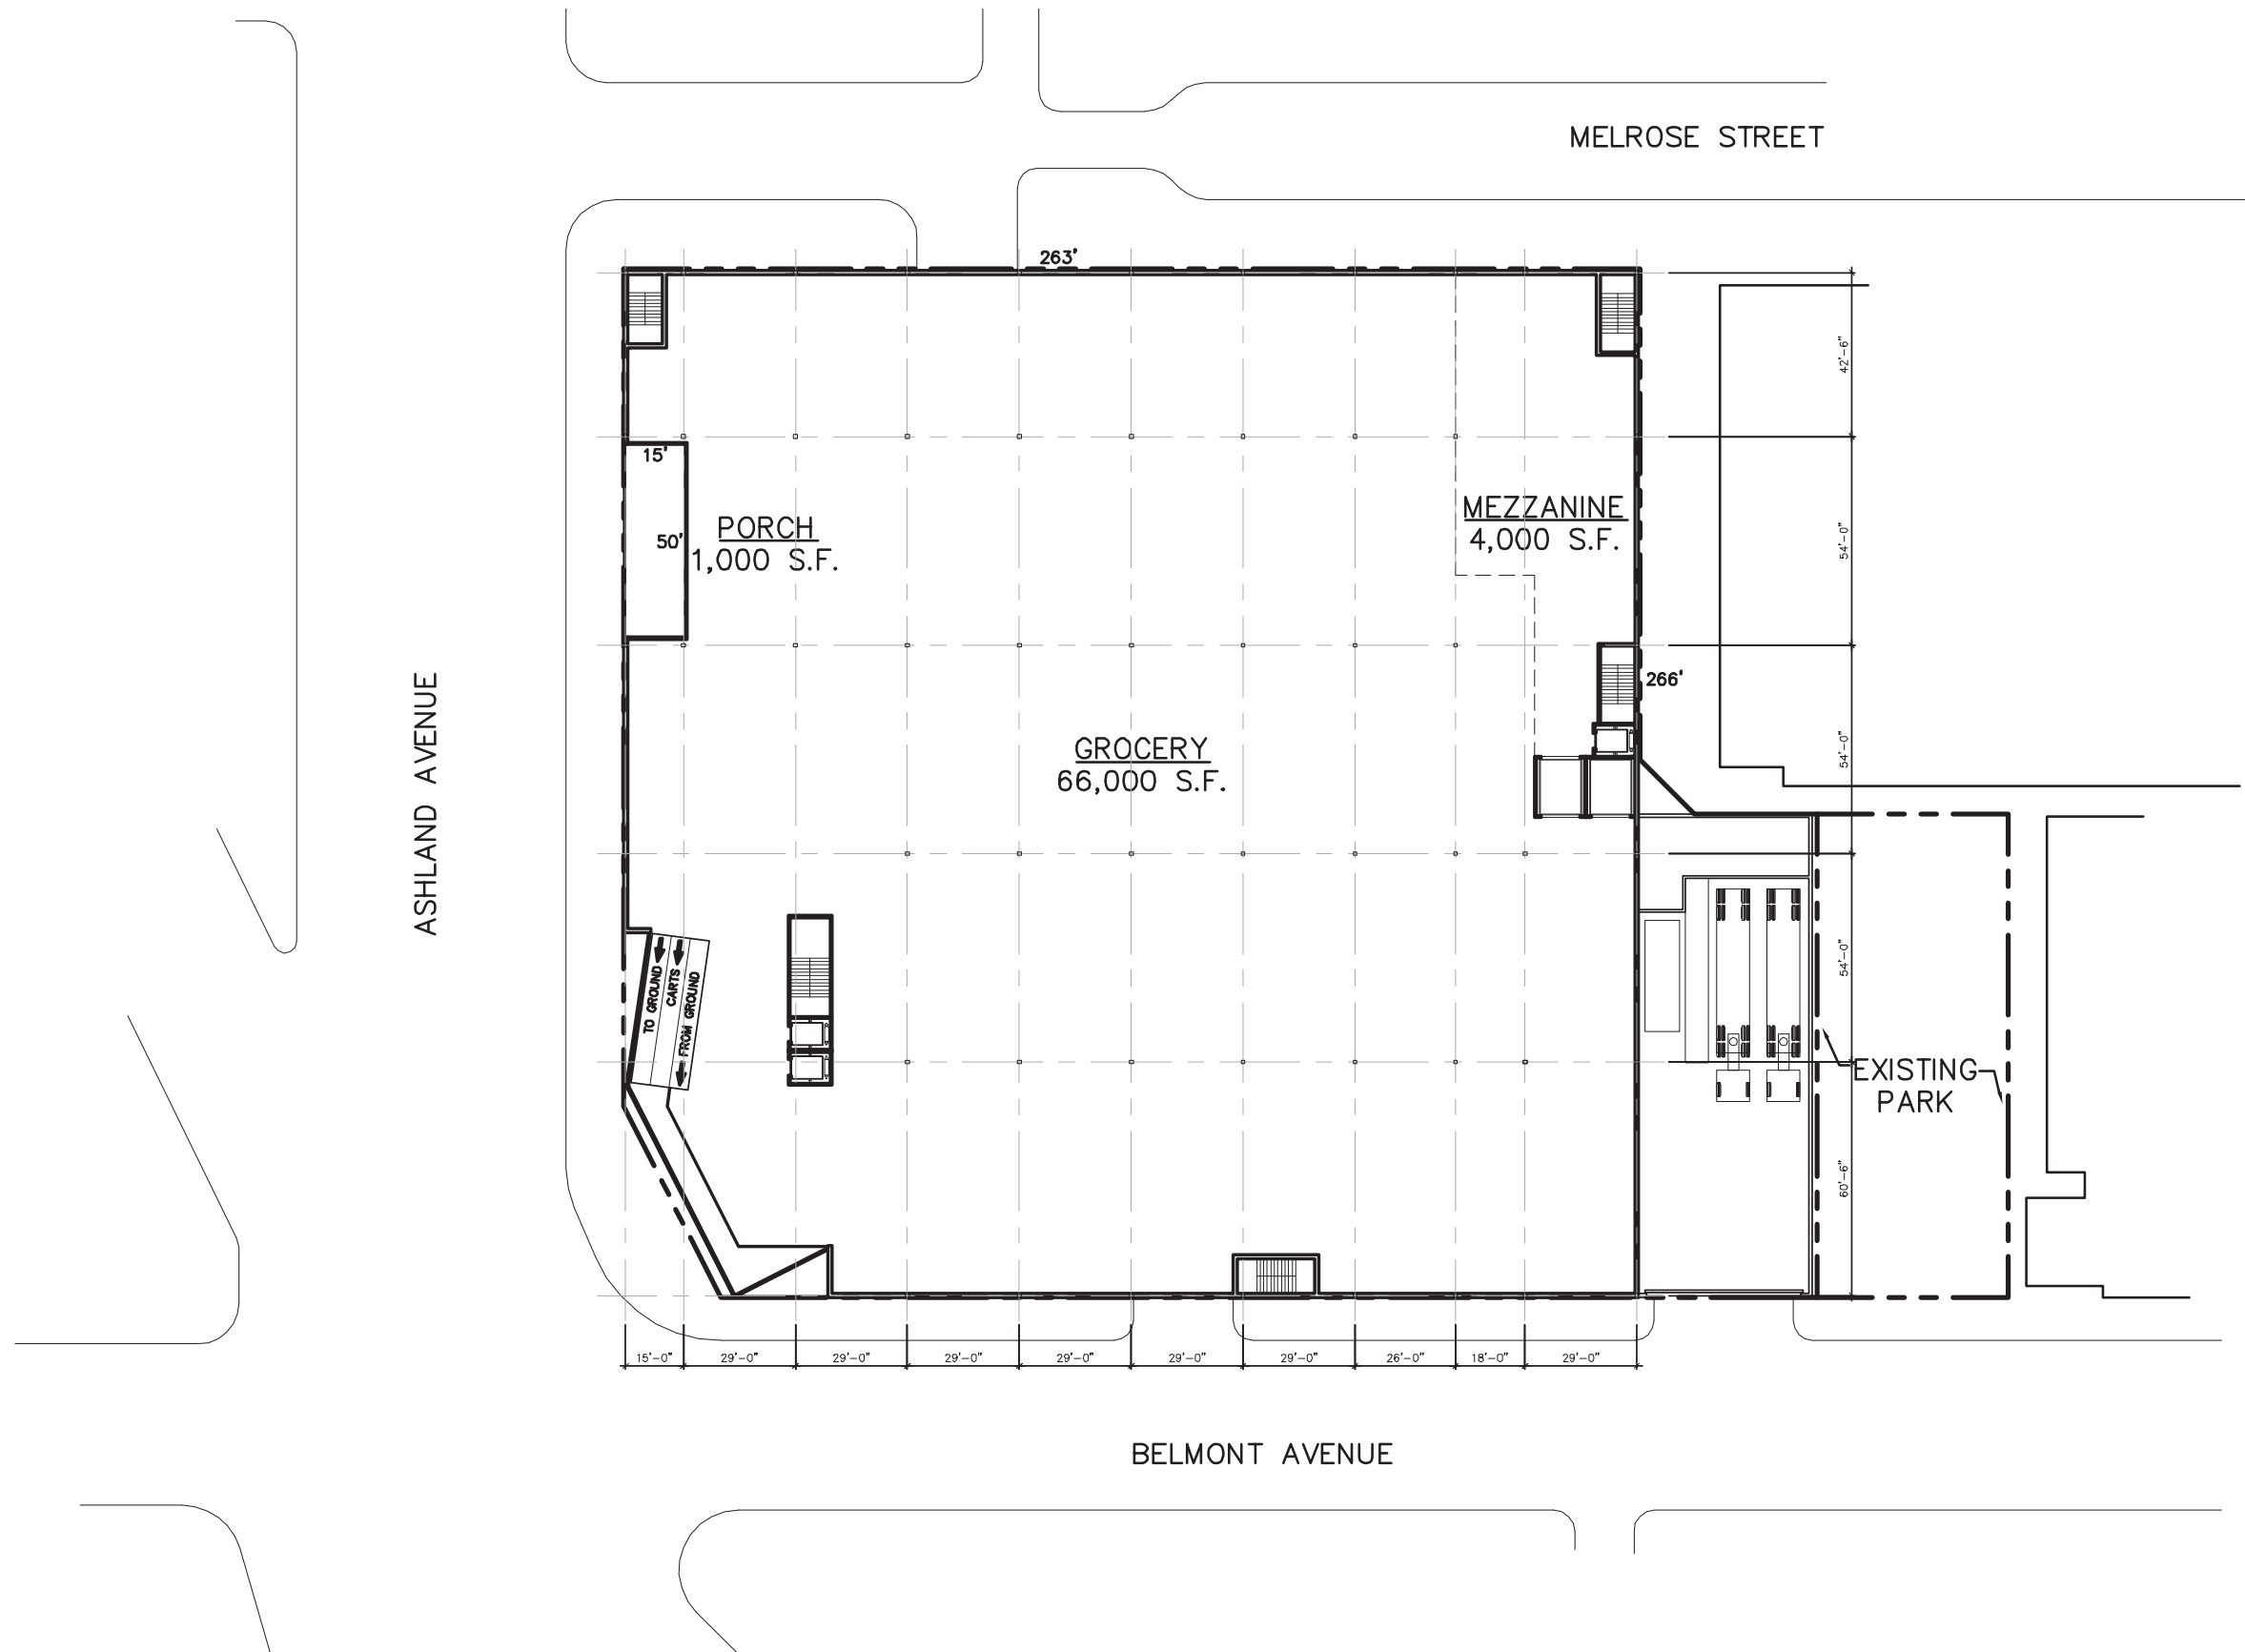 MELROSE STREET
263'
42'-6"
15'
PORCH
1,000 S.F.
50'
MEZZANINE
4,000 S.F.
54'-0"
266'
ASHLAND AVENUE
GROCERY
66,000 S.F.
54'-0"
TO GROUND
CARTS
FROM GROUND
54'-0"
EXISTING
PARK
60'-6"
15'-0" 29'-0" 29'-0" 29'-0" 29'-0" 29'-0" 29'-0" 26'-0" 18'-0" 29'-0"
BELMONT AVENUE